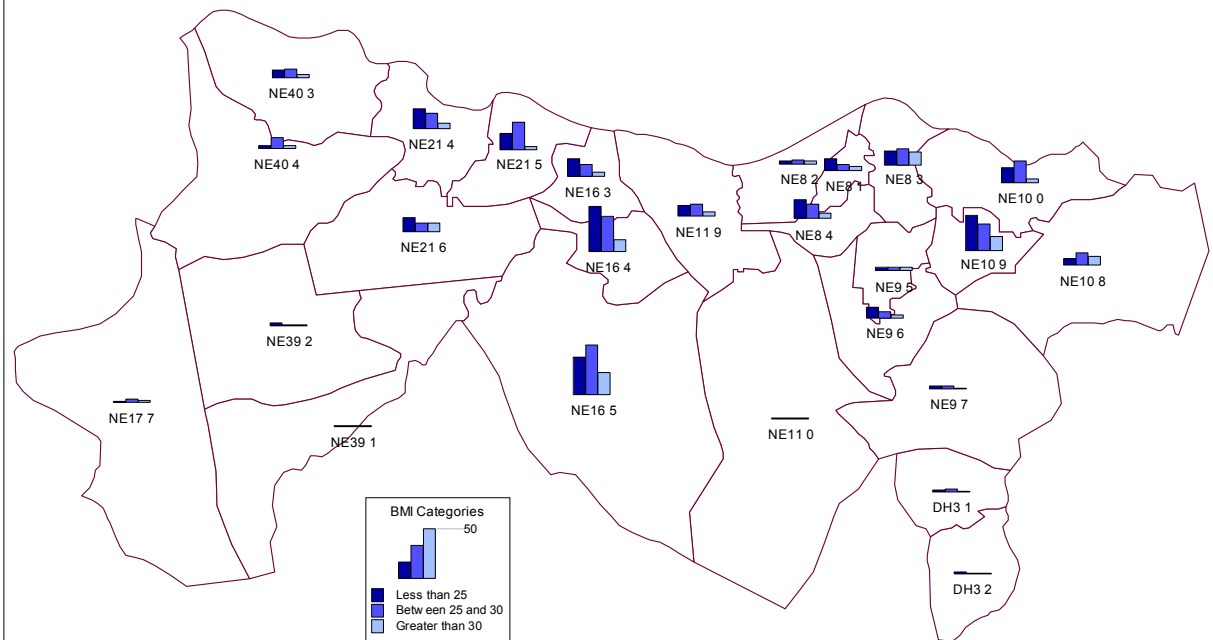 NE40 3
NE21 4
NE40 4
NE21 5
NE16 3
NE8 2
NE8 1
NE8 3
NE10 0
NE21 6
NE11 9
NE8 4
NE16 4
NE10 9
NE10 8
NE9 5
NE9 6
NE39 2
NE17 7
NE16 5
NE9 7
NE39 1
NE11 0
DH3 1
DH3 2
BMI Categories
50
Less than 25
Between 25 and 30
Greater than 30